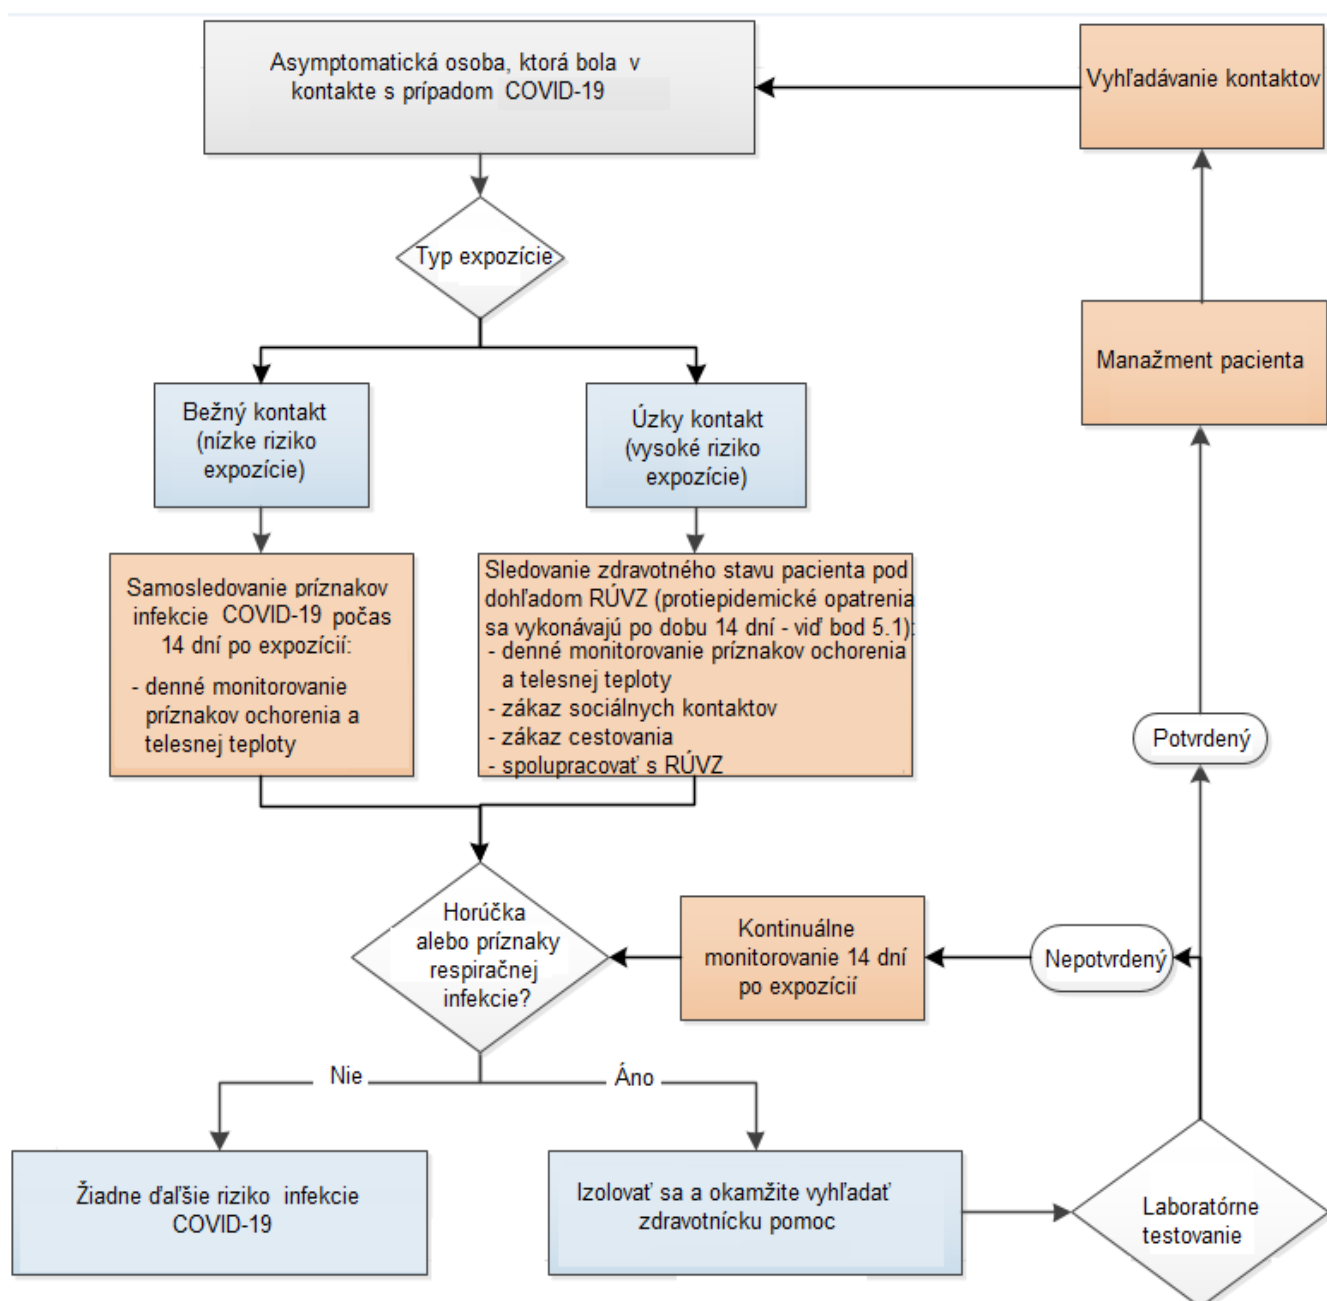 Asymptomatická osoba, ktorá bola v
kontakte s prípadom COVID-19
Vyhľadávanie kontaktov
Typ expozície
Manažment pacienta
Bežný kontakt
(nízke riziko
expozície)
Úzky kontakt
(vysoké riziko
expozície)
Samosledovanie príznakov
infekcie COVID-19 počas
14 dní po expozícií:
- denné monitorovanie
príznakov ochorenia a
telesnej teploty
Sledovanie zdravotného stavu pacienta pod
dohľadom RÚVZ (protiepidemické opatrenia
sa vykonávajú po dobu 14 dní - viď bod 5.1):
- denné monitorovanie príznakov ochorenia
a telesnej teploty
- zákaz sociálnych kontaktov
- zákaz cestovania
- spolupracovať s RÚVZ
Potvrdený
Horúčka
alebo príznaky
respiračnej
infekcie?
Kontinuálne
monitorovanie 14 dní
po expozícií
Nepotvrdený
Nie
Áno
Žiadne ďaľšie riziko infekcie
COVID-19
Izolovať sa a okamžite vyhľadať
zdravotnícku pomoc
Laboratórne
testovanie